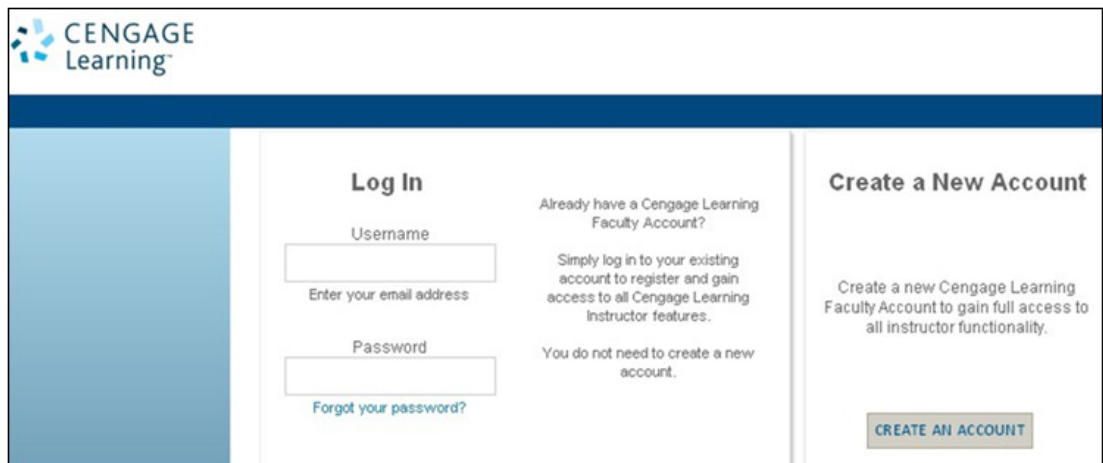 CENGAGE
Learning™
Log In
Username
Enter your email address
Password
Forgot your password?
Already have a Cengage Learning
Faculty Account?
Simply log in to your existing
account to register and gain
access to all Cengage Learning
Instructor features.
You do not need to create a new
account.
Create a New Account
Create a new Cengage Learning
Faculty Account to gain full access to
all instructor functionality.
CREATE AN ACCOUNT